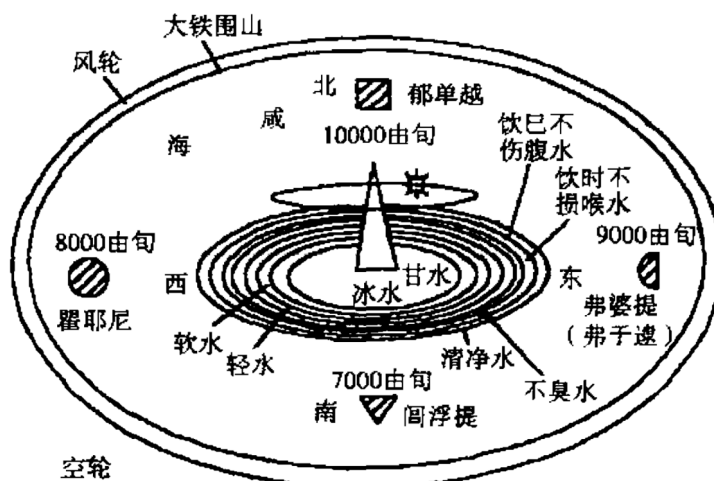 大铁围山
风轮
北
郁单越
咸
海
10000由旬
饮已不
伤腹水
饮时不
损喉水
8000由旬
9000由旬
西
甘水
冰水
东
瞿耶尼
弗婆提
(弗于逮)
软水
轻水
清净水
不臭水
7000由旬
南
阎浮提
空轮